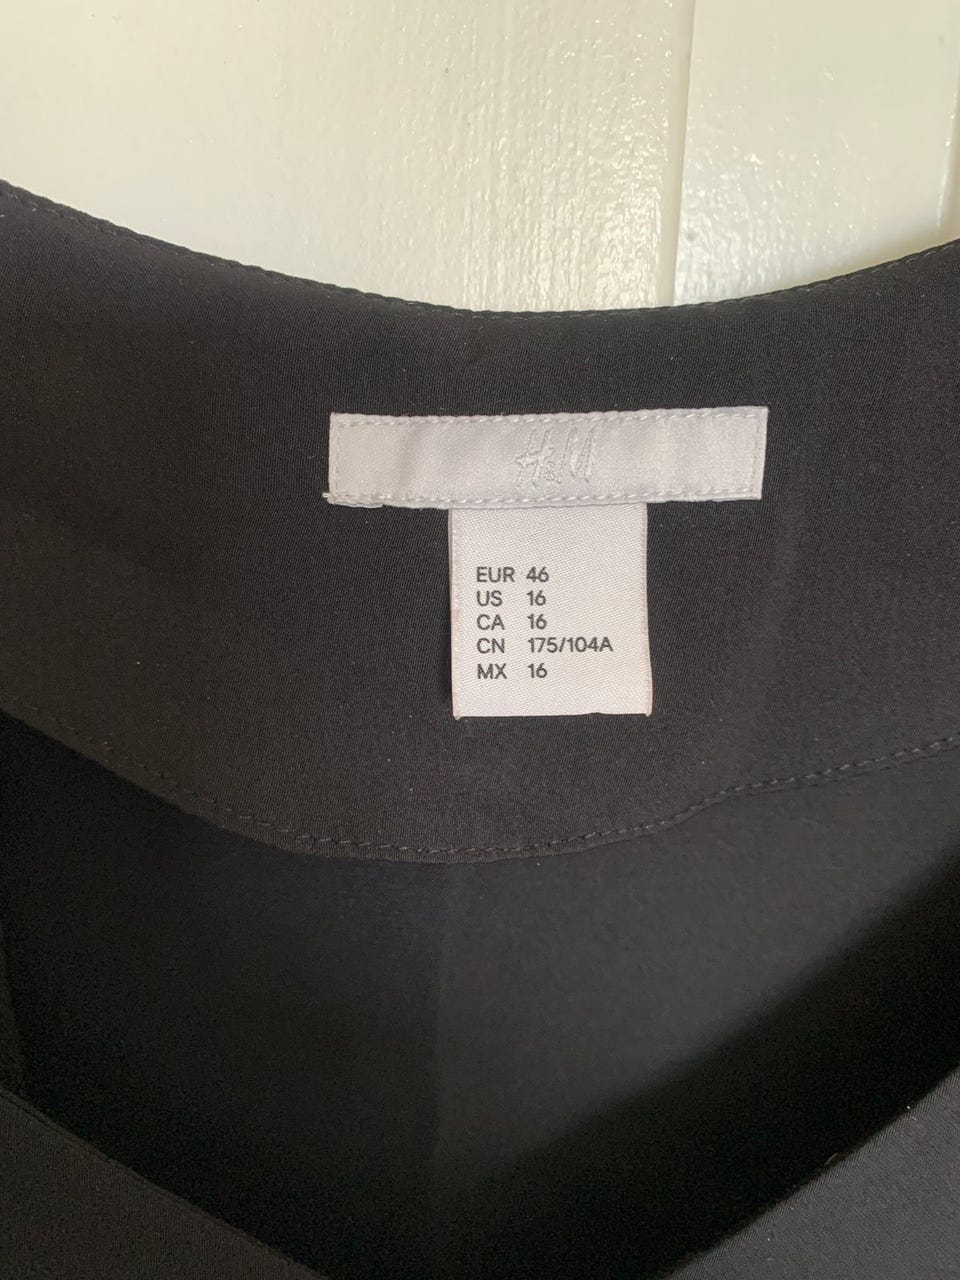 H&M
EUR 46
US 16
CA 16
CN 175/104A
MX 16